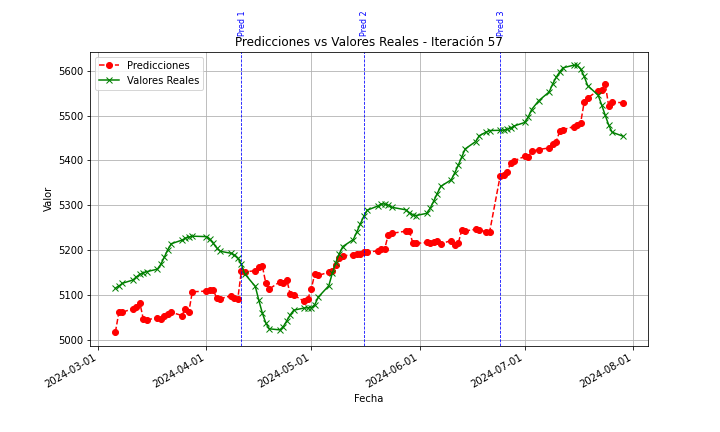 Pred 1
Pred 2
Pred 3
Predicciones vs Valores Reales - Iteración 57
Predicciones
Valores Reales
5600
5500
5400
5300
5200
5100
5000
Valor
2024-03-01
2024-04-01
2024-05-01
2024-06-01
2024-07-01
2024-08-01
Fecha